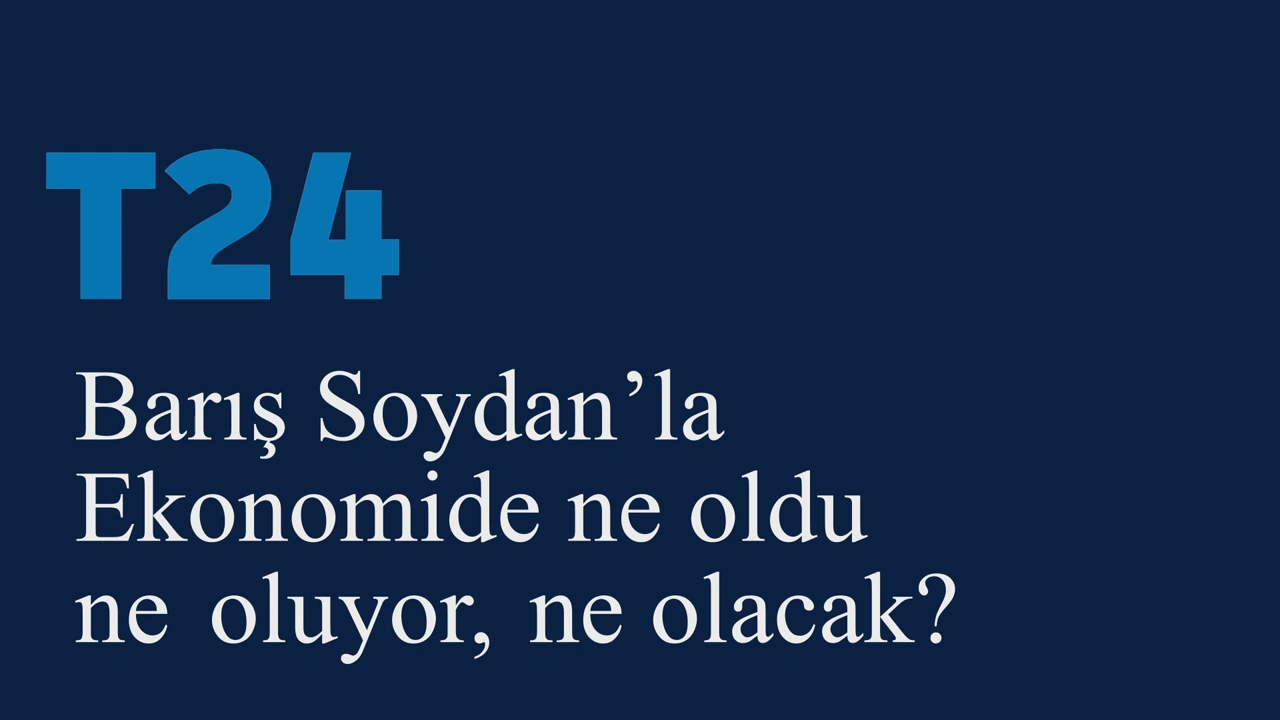 T24
Barış Soydan’la
Ekonomide ne oldu
ne oluyor, ne olacak?